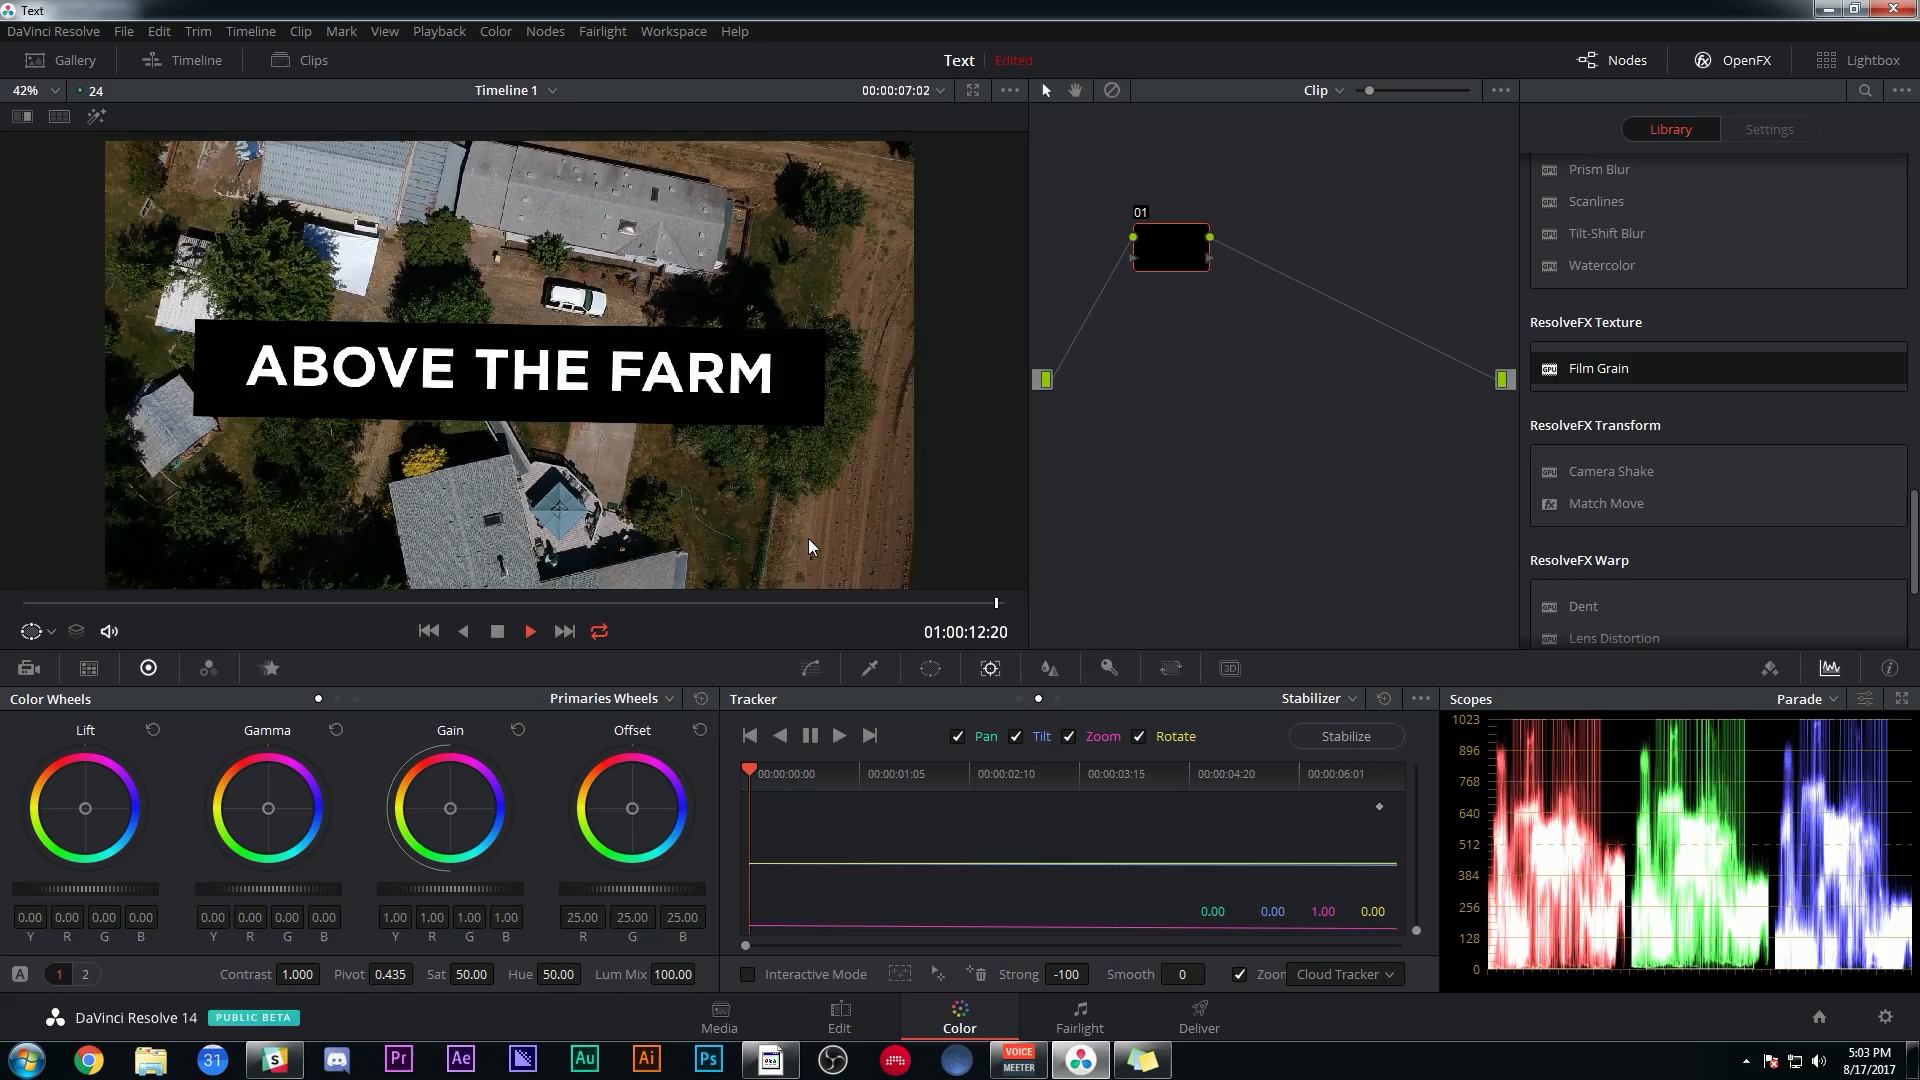 Text
DaVinci Resolve File Edit Trim Timeline Clip Mark View Playback Color Nodes Fairlight Workspace Help
Gallery Timeline Clips Text Edited Nodes OpenFX Lightbox
42% 24 Timeline 1 00:00:07:02 Clip
Library Settings
Prism Blur
01
Scanlines
Tilt-Shift Blur
Watercolor
ResolveFX Texture
ABOVE THE FARM
Film Grain
ResolveFX Transform
Camera Shake
Match Move
ResolveFX Warp
Dent
01:00:12:20
Lens Distortion
3D
Color Wheels Primaries Wheels Tracker Stabilizer Scopes Parade
Lift Gamma Gain Offset
Pan Tilt Zoom Rotate Stabilize
00:00:00:00 00:00:01:05 00:00:02:10 00:00:03:15 00:00:04:20 00:00:06:01
1023
896
768
640
512
384
256
128
0
0.00 0.00 1.00 0.00
0.00 0.00 0.00 0.00 0.00 0.00 0.00 0.00 1.00 1.00 1.00 1.00 25.00 25.00 25.00
Y R G B Y R G B Y R G B R G B
A 1 2 Contrast 1.000 Pivot 0.435 Sat 50.00 Hue 50.00 Lum Mix 100.00 Interactive Mode Strong -100 Smooth 0 Zoon Cloud Tracker
DaVinci Resolve 14 PUBLIC BETA
Media Edit Color Fairlight Deliver
31 S Pr Ae Au Ai Ps VOICE MEETER
5:03 PM
8/17/2017